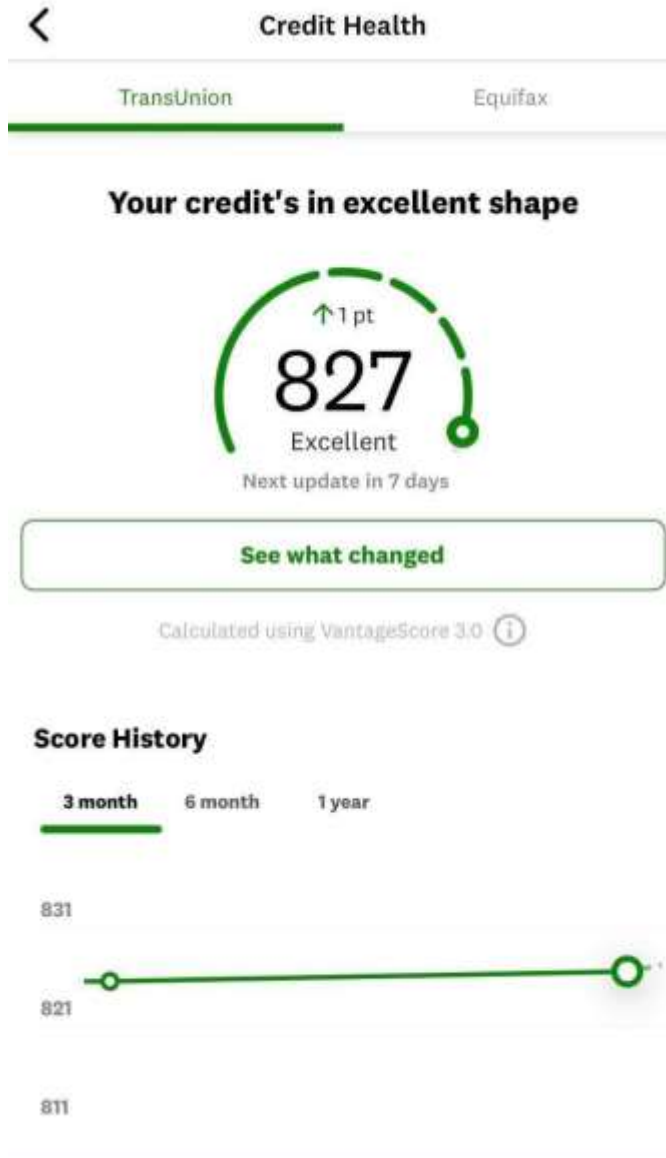 Credit Health
TransUnion Equifax
Your credit's in excellent shape
↑1 pt
827
Excellent
Next update in 7 days
See what changed
Calculated using VantageScore 3.0 ⓘ
Score History
3 month 6 month 1 year
831
821
811